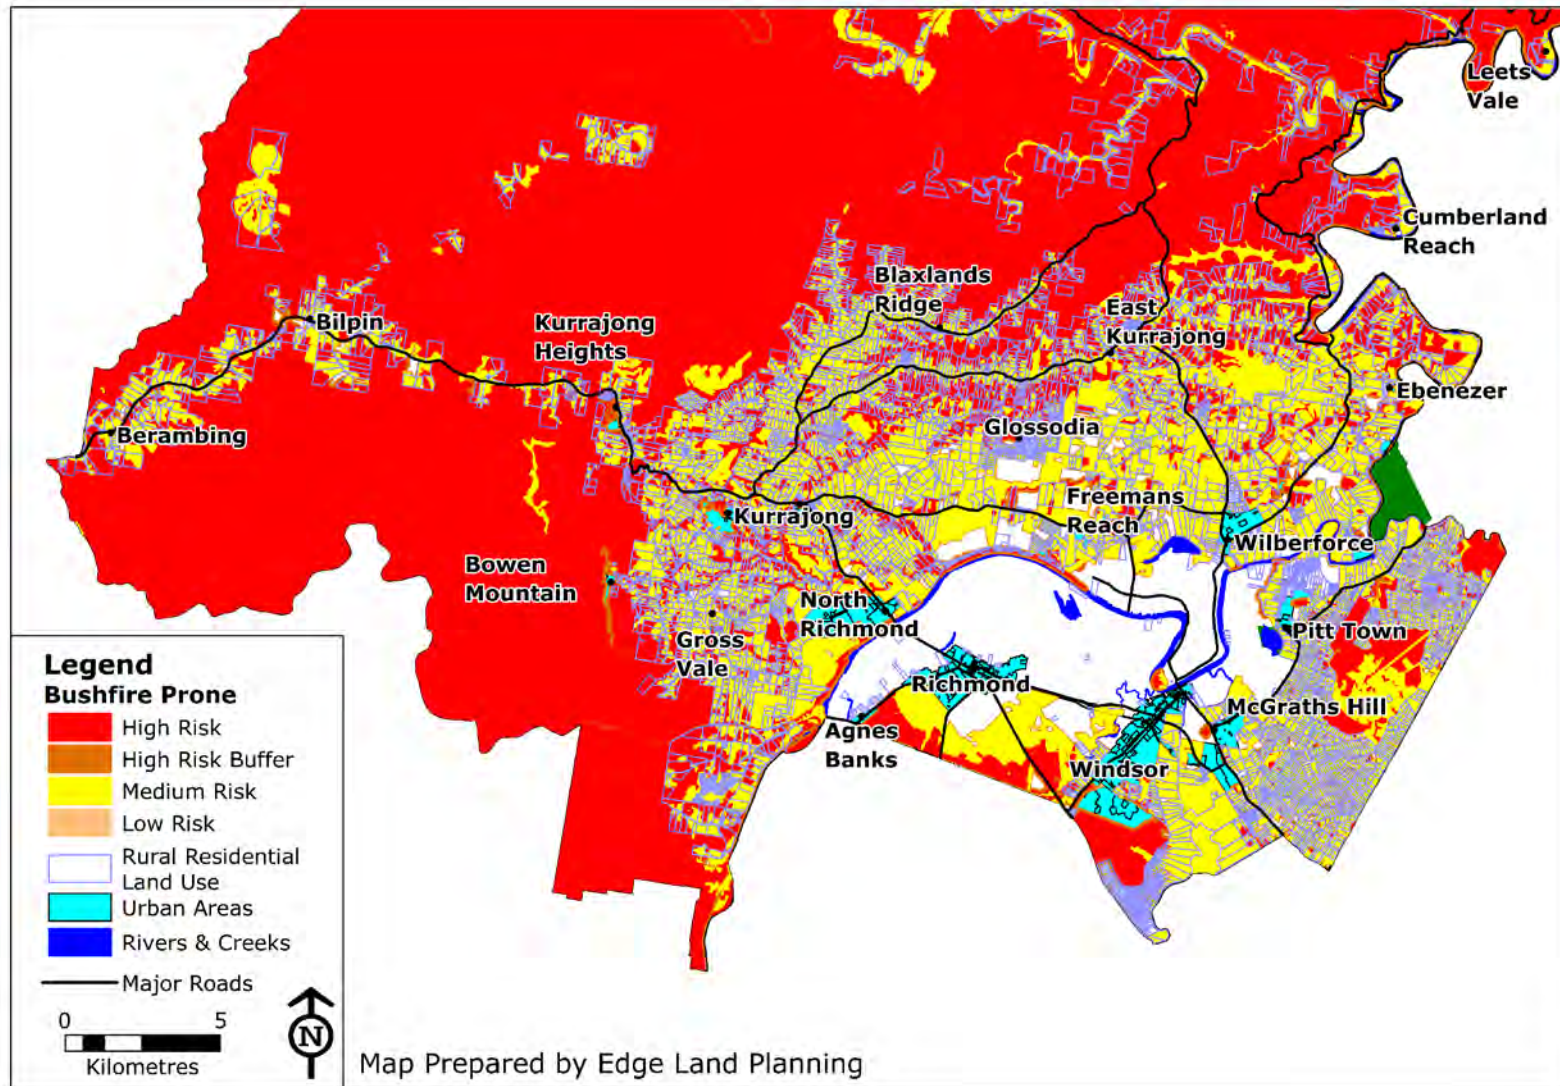 Leets
Vale
Cumberland
Reach
Blaxlands
Ridge
East
Kurrajong
Bilpin
Kurrajong
Heights
Ebenezer
Berambing
Glossodia
Freemans
Reach
Kurrajong
Wilberforce
Bowen
Mountain
North
Richmond
Pitt Town
Gross
Vale
Richmond
McGraths Hill
Agnes
Banks
Windsor
Legend
Bushfire Prone
High Risk
High Risk Buffer
Medium Risk
Low Risk
Rural Residential
Land Use
Urban Areas
Rivers & Creeks
Major Roads
0 5
Kilometres
N
Map Prepared by Edge Land Planning